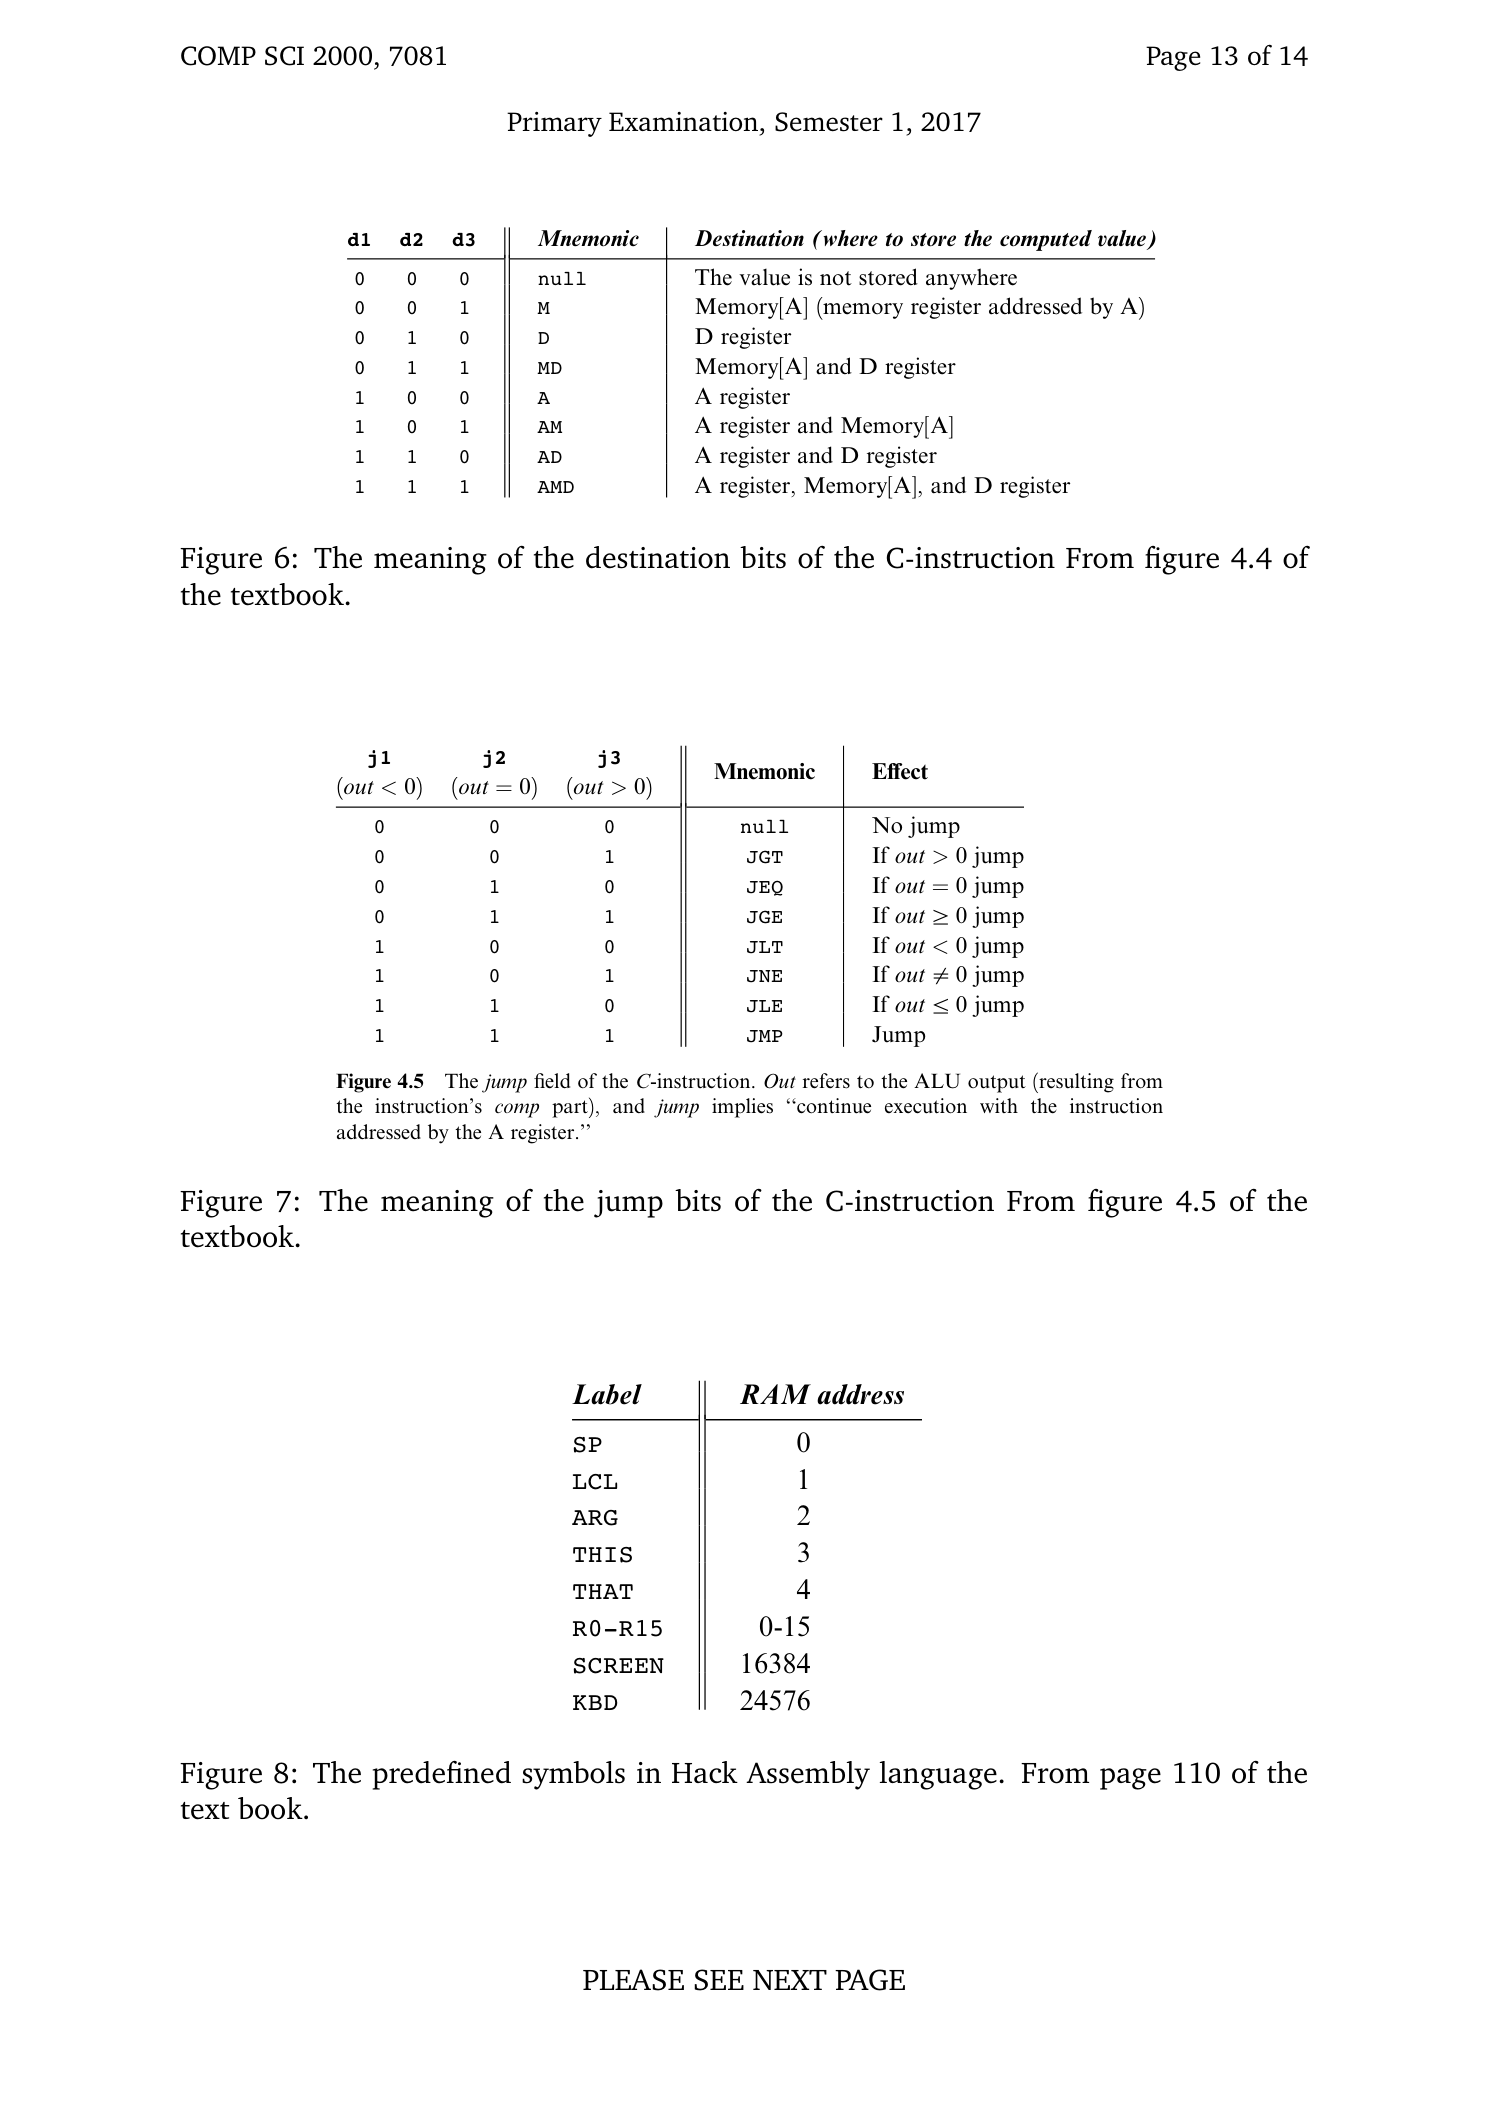 COMP SCI 2000, 7081 Page 13 of 14
Primary Examination, Semester 1, 2017
d1 d2 d3 Mnemonic Destination (where to store the computed value)
0 0 0 null The value is not stored anywhere
0 0 1 M Memory[A] (memory register addressed by A)
0 1 0 D D register
0 1 1 MD Memory[A] and D register
1 0 0 A A register
1 0 1 AM A register and Memory[A]
1 1 0 AD A register and D register
1 1 1 AMD A register, Memory[A], and D register
Figure 6: The meaning of the destination bits of the C-instruction From figure 4.4 of
the textbook.
j1 j2 j3 Mnemonic Effect
(out < 0) (out = 0) (out > 0)
0 0 0 null No jump
0 0 1 JGT If out > 0 jump
0 1 0 JEQ If out = 0 jump
0 1 1 JGE If out ≥ 0 jump
1 0 0 JLT If out < 0 jump
1 0 1 JNE If out ≠ 0 jump
1 1 0 JLE If out ≤ 0 jump
1 1 1 JMP Jump
Figure 4.5 The jump field of the C-instruction. Out refers to the ALU output (resulting from
the instruction's comp part), and jump implies ‘‘continue execution with the instruction
addressed by the A register.’’
Figure 7: The meaning of the jump bits of the C-instruction From figure 4.5 of the
textbook.
Label RAM address
SP 0
LCL 1
ARG 2
THIS 3
THAT 4
R0-R15 0-15
SCREEN 16384
KBD 24576
Figure 8: The predefined symbols in Hack Assembly language. From page 110 of the
text book.
PLEASE SEE NEXT PAGE